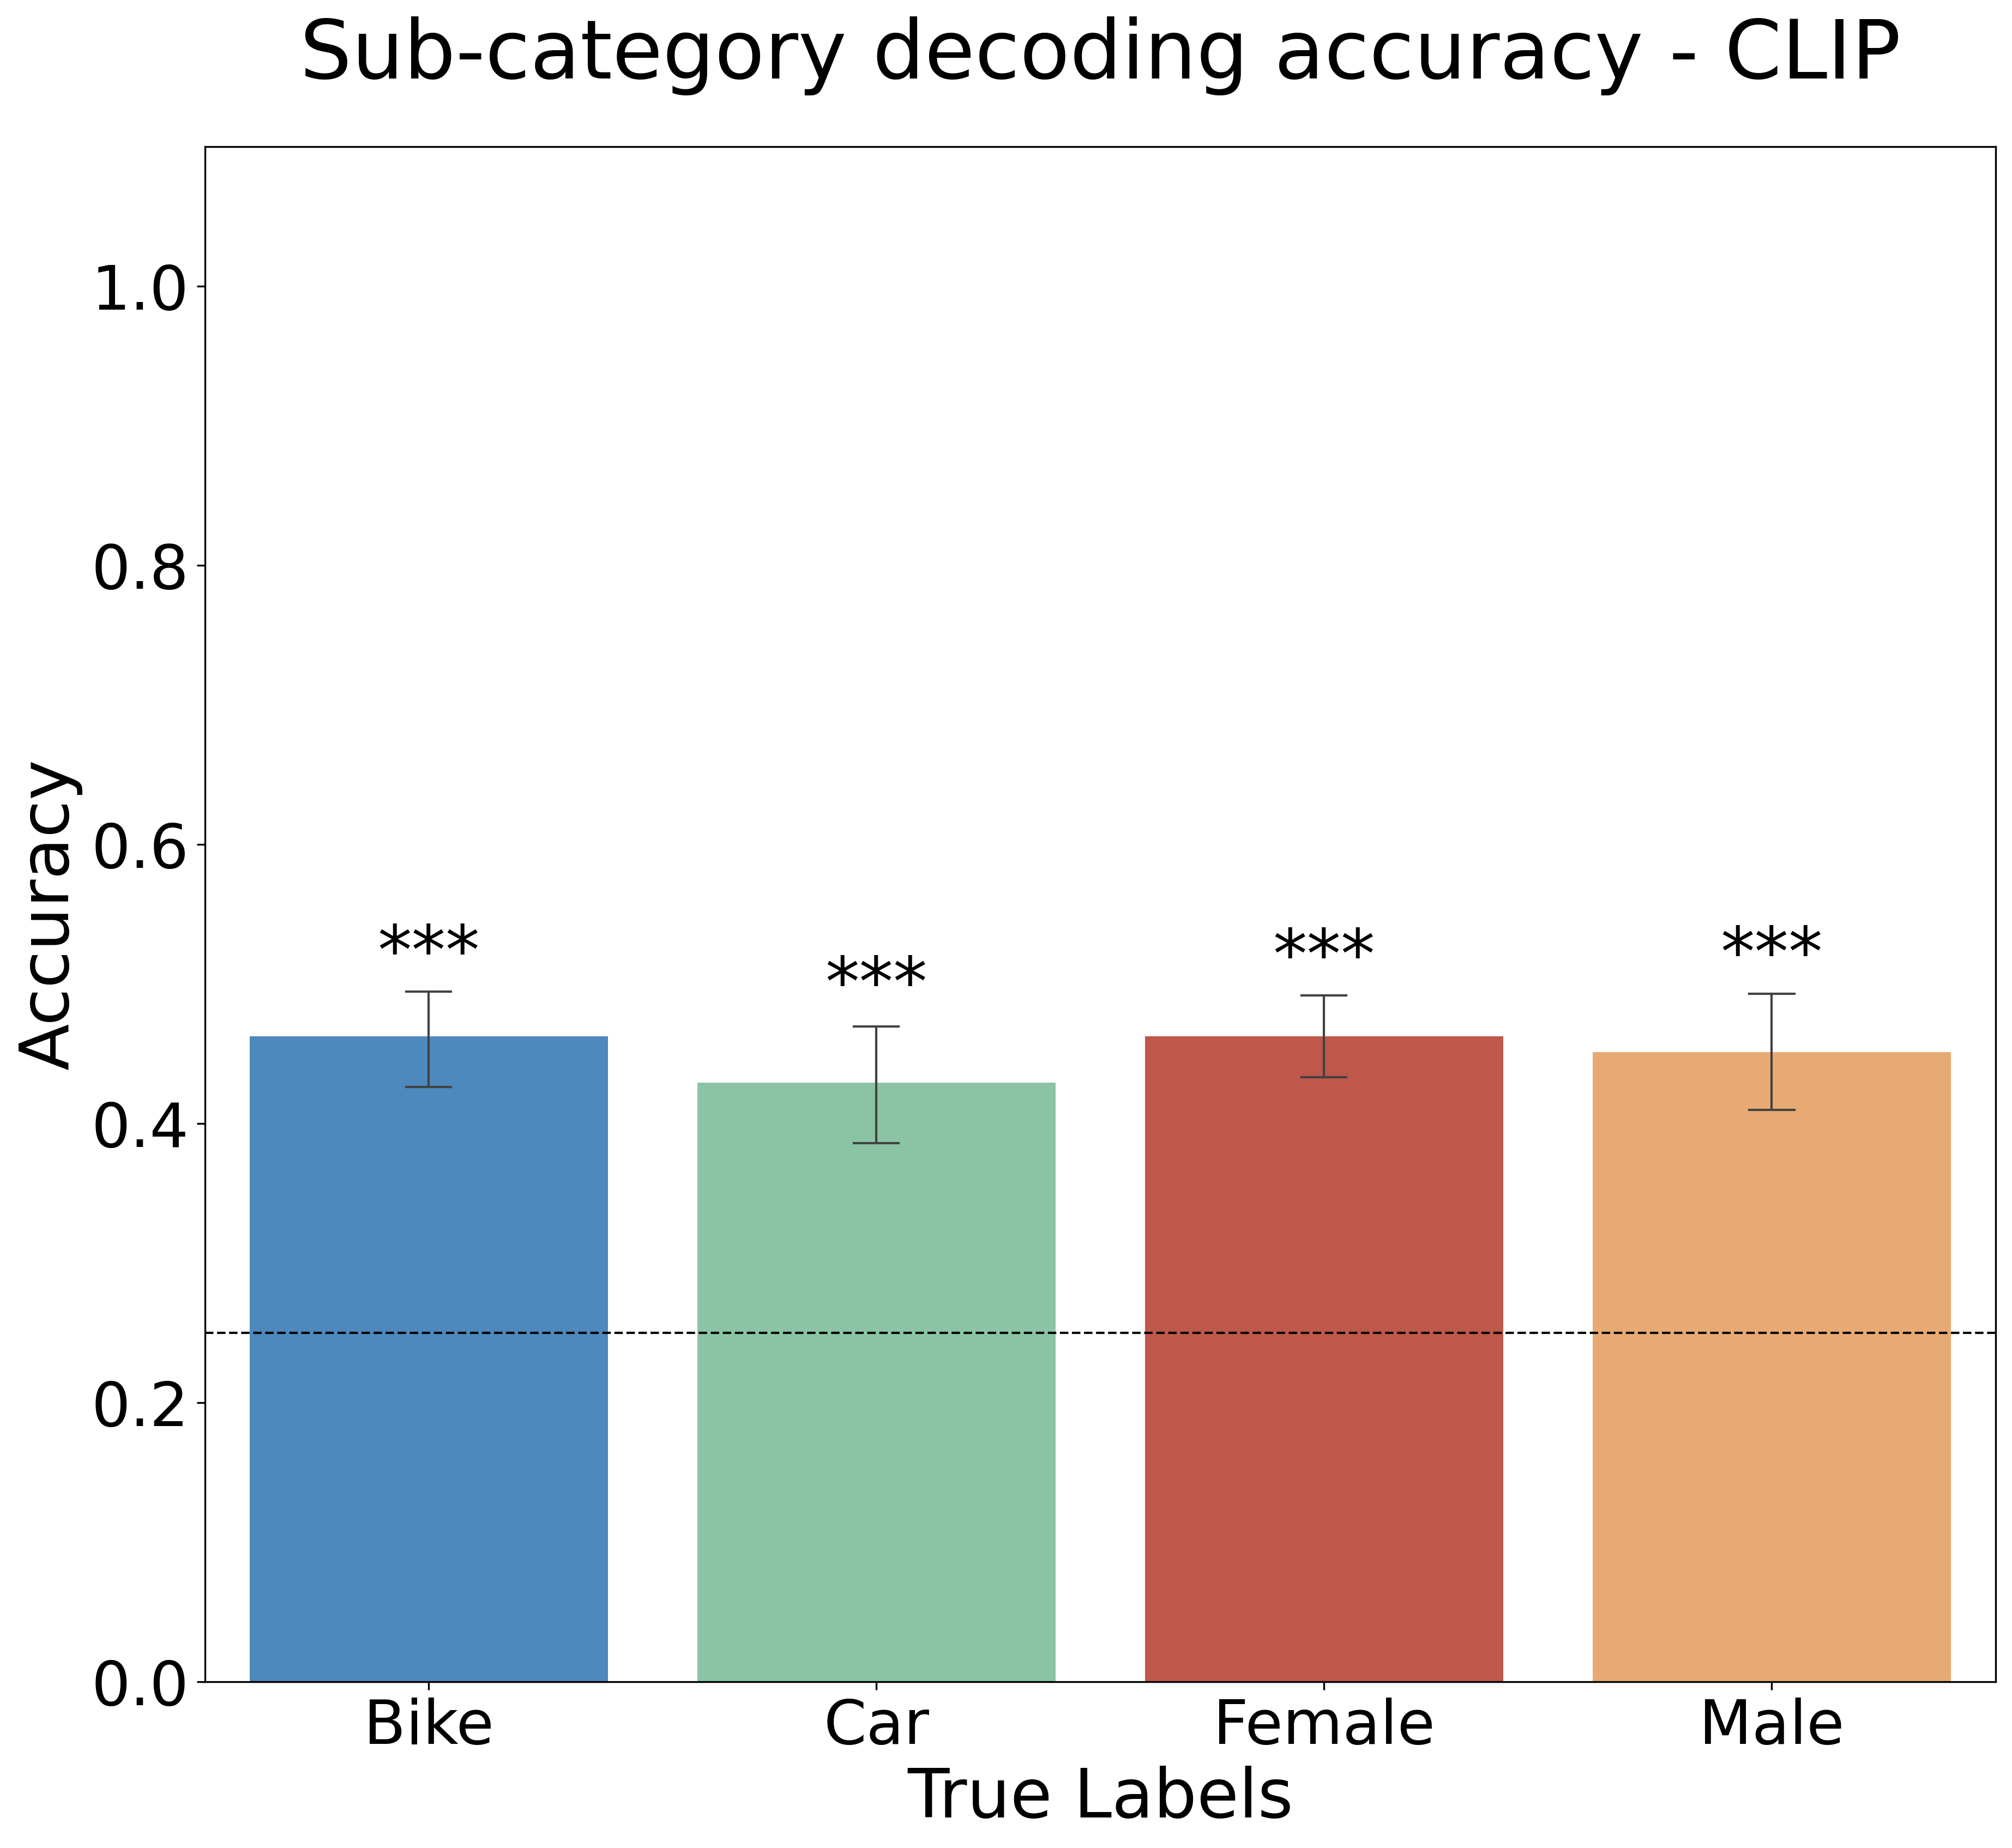 Sub-category decoding accuracy - CLIP
Accuracy
1.0
0.8
0.6
0.4
0.2
0.0
***
***
***
***
Bike
Car
Female
Male
True Labels